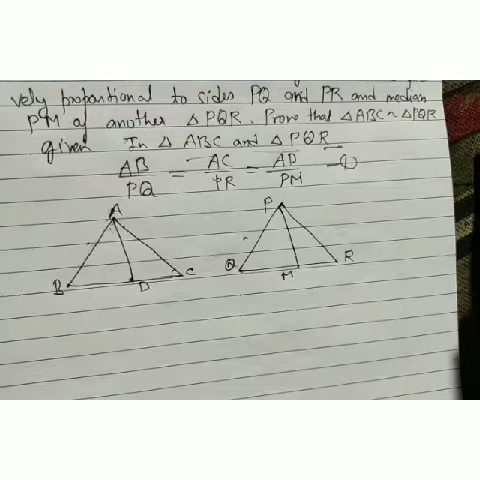 vely proportional to sides PQ and PR and median
PM of another △ PQR. Prove that △ABC ~ △PQR
given In △ ABC and △ PQR
AB/PQ = AC/PR = AD/PM —①
A P
B D C Q M R